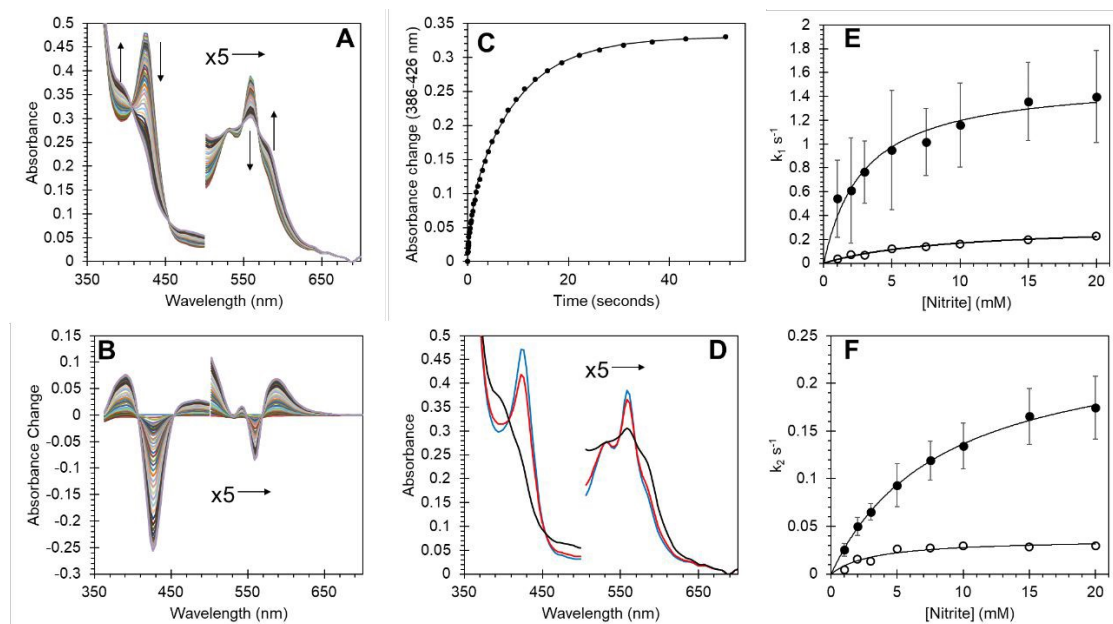 A
0.5
0.45
0.4
0.35
0.3
0.25
0.2
0.15
0.1
0.05
0
Absorbance
x5
350 450 550 650
Wavelength (nm)
C
0.35
0.3
0.25
0.2
0.15
0.1
0.05
0
Absorbance change (386-426 nm)
0 20 40
Time (seconds)
E
2
1.8
1.6
1.4
1.2
1
0.8
0.6
0.4
0.2
0
k1 s-1
0 5 10 15 20
[Nitrite] (mM)
B
0.15
0.1
0.05
0
-0.05
-0.1
-0.15
-0.2
-0.25
-0.3
Absorbance Change
x5
350 450 550 650
Wavelength (nm)
D
0.5
0.45
0.4
0.35
0.3
0.25
0.2
0.15
0.1
0.05
0
Absorbance
x5
350 450 550 650
Wavelength (nm)
F
0.2
0.15
0.1
0.05
0
k2 s-1
0 5 10 15 20
[Nitrite] (mM)